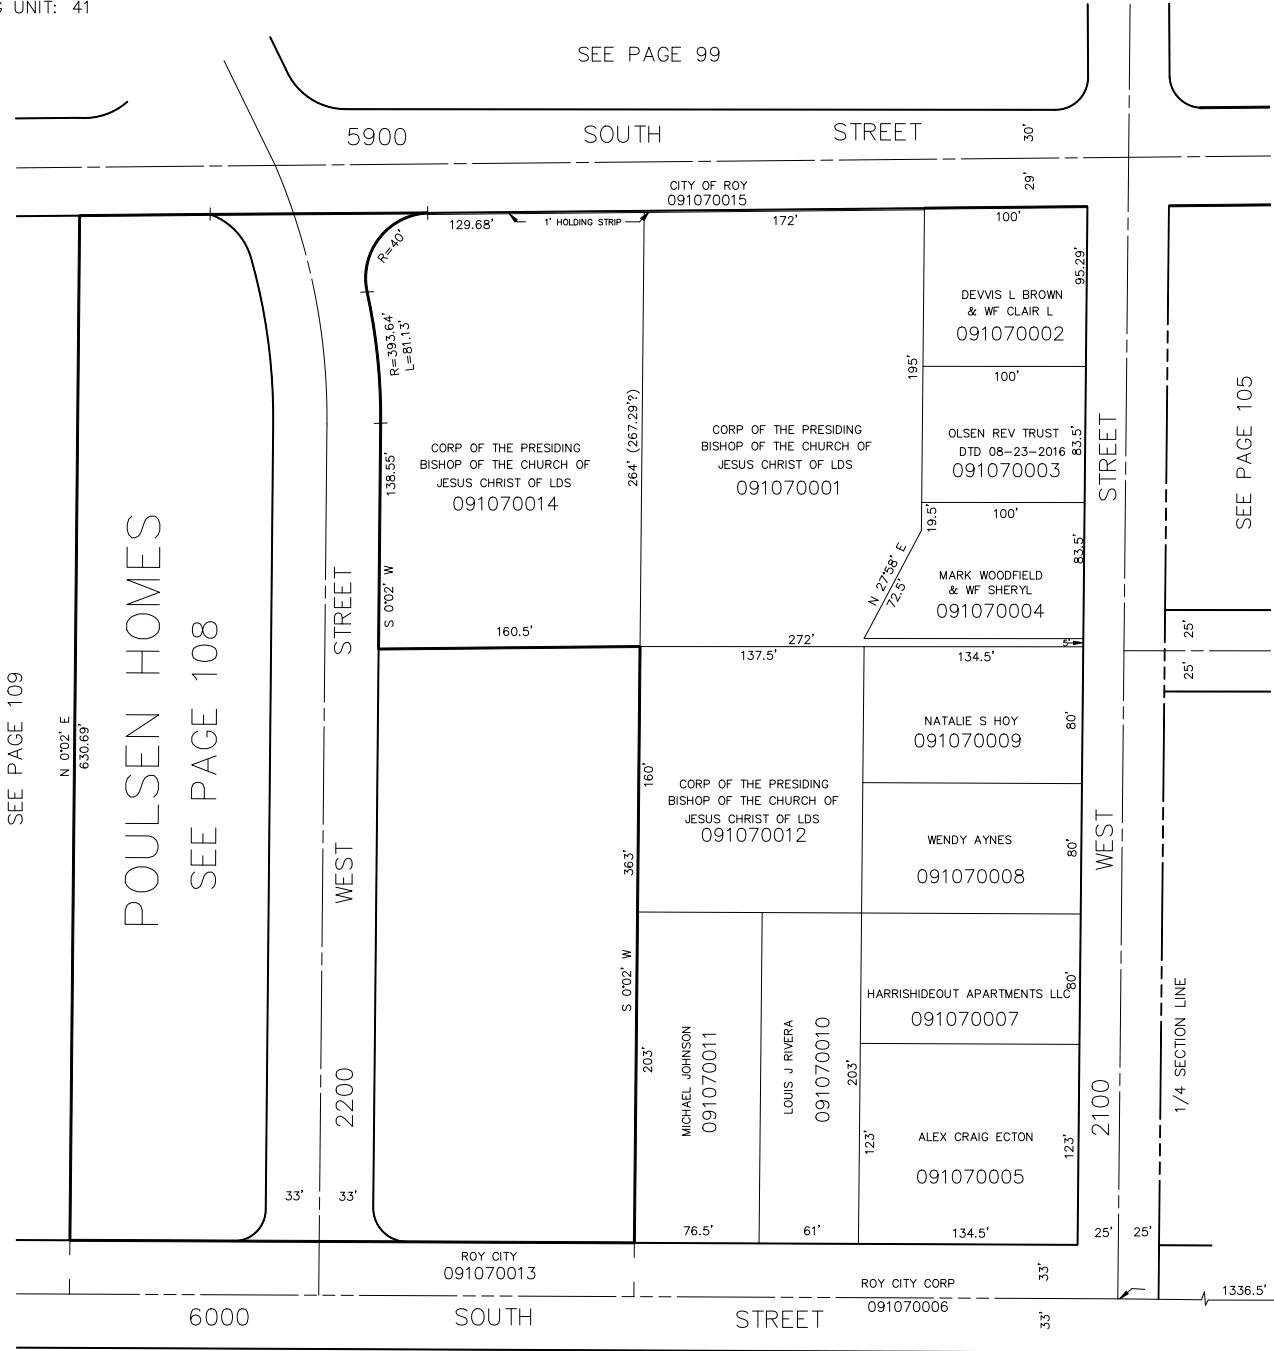 UNIT: 41
SEE PAGE 99
5900 SOUTH STREET
30'
29'
CITY OF ROY
091070015
129.68'
1' HOLDING STRIP
172'
100'
R=40'
95.29'
DEVVIS L BROWN
& WF CLAIR L
091070002
R=393.64'
L=81.13'
195'
100'
SEE PAGE 105
264' (267.29'?)
CORP OF THE PRESIDING
BISHOP OF THE CHURCH OF
JESUS CHRIST OF LDS
091070014
138.55'
CORP OF THE PRESIDING
BISHOP OF THE CHURCH OF
JESUS CHRIST OF LDS
091070001
OLSEN REV TRUST
DTD 08-23-2016
091070003
83.5'
STREET
19.5'
100'
83.5'
N 27°58' E
72.5'
MARK WOODFIELD
& WF SHERYL
091070004
S 0°02' W
STREET
160.5'
272'
5'
25'
25'
137.5'
134.5'
POULSEN HOMES
SEE PAGE 108
SEE PAGE 109
N 0°02' E
630.69'
NATALIE S HOY
091070009
80'
160'
CORP OF THE PRESIDING
BISHOP OF THE CHURCH OF
JESUS CHRIST OF LDS
091070012
WENDY AYNES
091070008
80'
WEST
WEST
363'
S 0°02' W
HARRISHIDEOUT APARTMENTS LLC
091070007
80'
1/4 SECTION LINE
MICHAEL JOHNSON
091070011
203'
LOUIS J RIVERA
091070010
203'
2200
2100
123'
ALEX CRAIG ECTON
091070005
123'
33'
33'
76.5'
61'
134.5'
25'
25'
ROY CITY
091070013
33'
ROY CITY CORP
091070006
33'
1336.5'
6000 SOUTH STREET